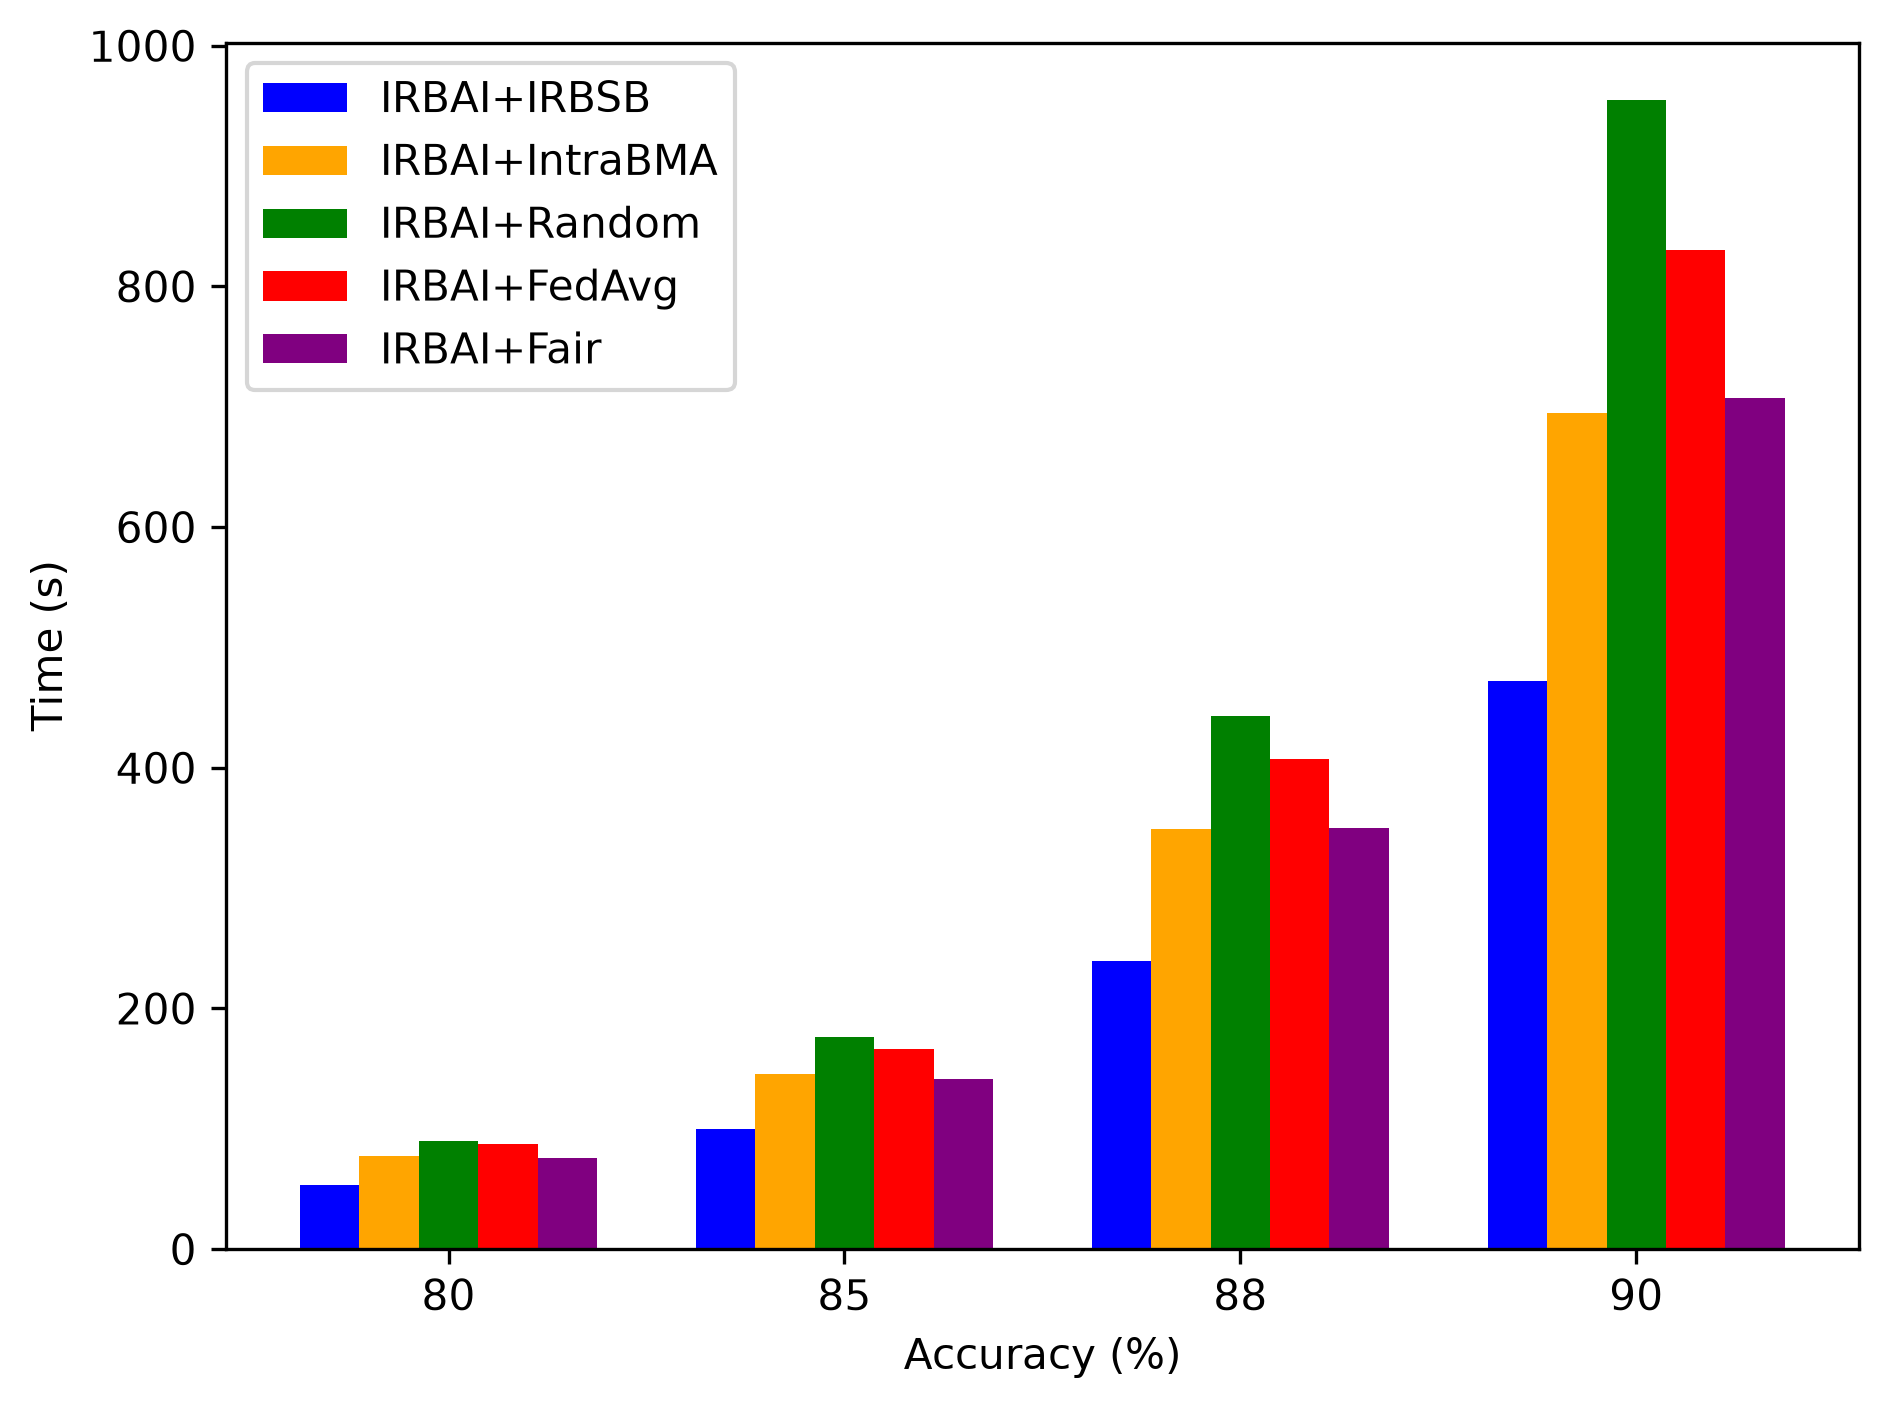 1000
800
600
400
200
0
Time (s)
IRBAI+IRBSB
IRBAI+IntraBMA
IRBAI+Random
IRBAI+FedAvg
IRBAI+Fair
80 85 88 90
Accuracy (%)